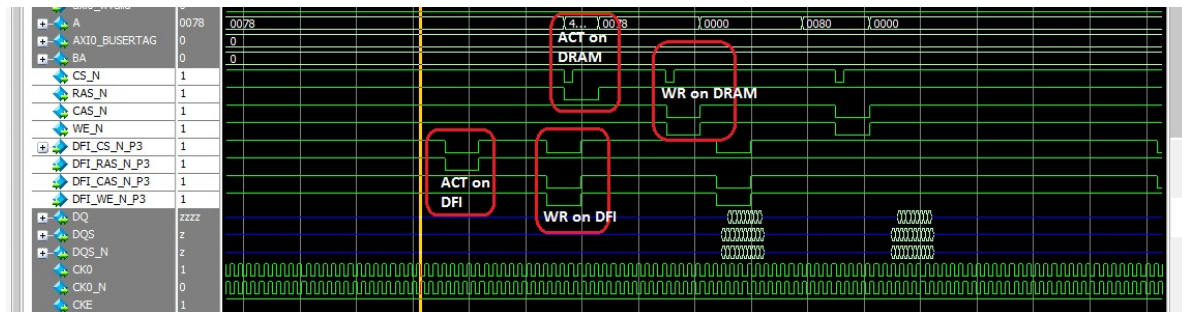 A 0078 0078 4... 0078 0000 0080 0000
AXI0_BUSERTAG 0 0
BA 0 0
CS_N 1
RAS_N 1
CAS_N 1
WE_N 1
DFI_CS_N_P3 1
DFI_RAS_N_P3 1
DFI_CAS_N_P3 1
DFI_WE_N_P3 1
DQ zzzz
DQS z
DQS_N z
CK0 1
CK0_N 0
CKE 1
ACT on
DRAM
WR on DRAM
ACT on
DFI
WR on DFI